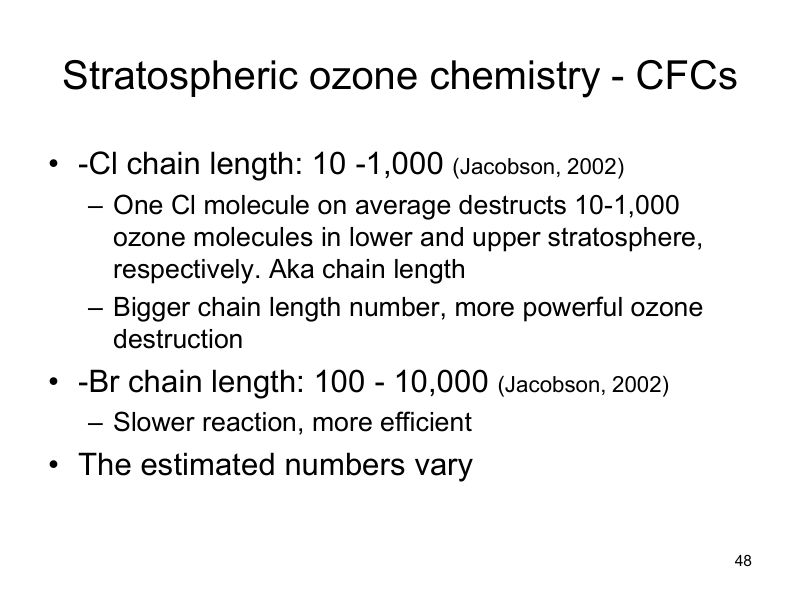 Stratospheric ozone chemistry - CFCs
• -Cl chain length: 10 -1,000 (Jacobson, 2002)
– One Cl molecule on average destructs 10-1,000
ozone molecules in lower and upper stratosphere,
respectively. Aka chain length
– Bigger chain length number, more powerful ozone
destruction
• -Br chain length: 100 - 10,000 (Jacobson, 2002)
– Slower reaction, more efficient
• The estimated numbers vary
48